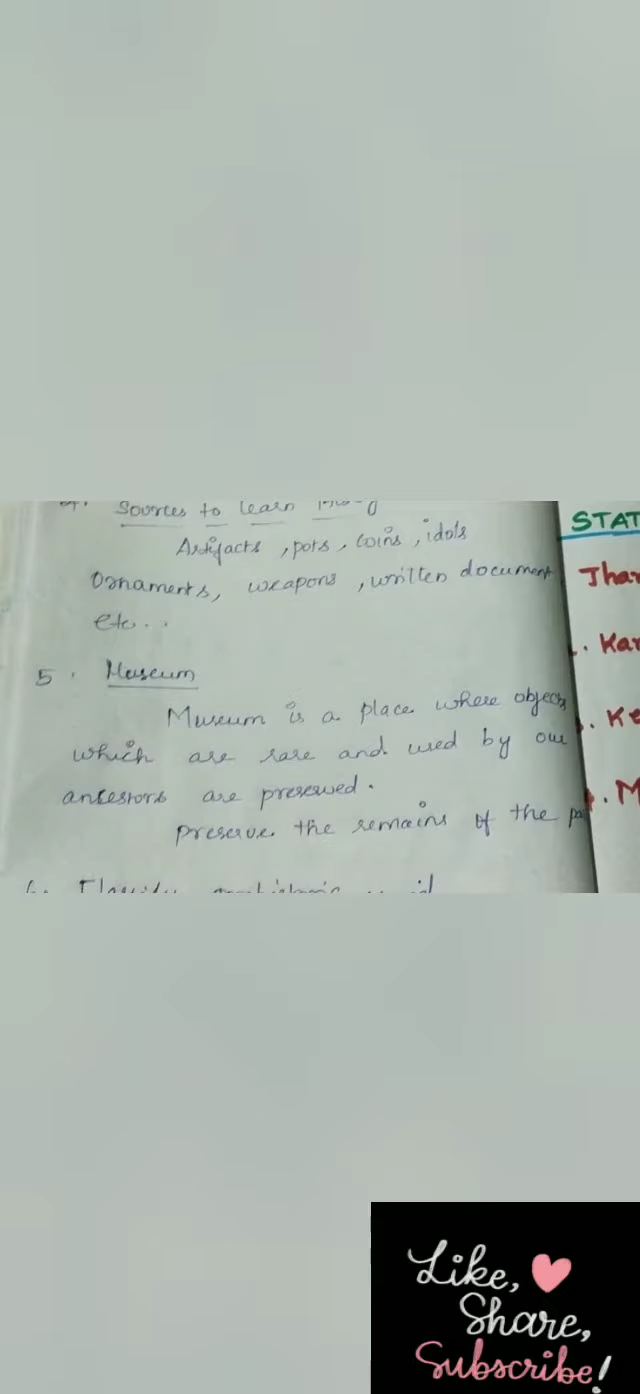 Sources to learn
Artifacts, pots, coins, idols
Ornaments, weapons, written document
etc...
5. Museum
Museum is a place where objects
which are rare and used by our
ancestors are preserved.
preserve the remains of the
STAT
Jhar
. Kar
. Ke
. M
Like,
Share,
Subscribe!